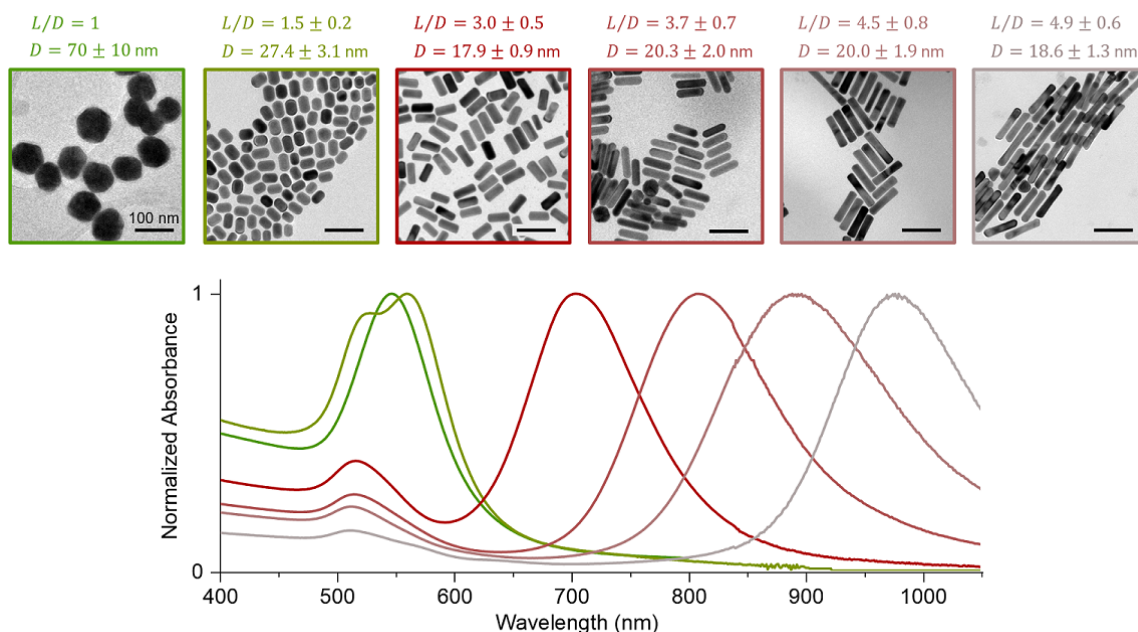 L/D = 1
D = 70 ± 10 nm
L/D = 1.5 ± 0.2
D = 27.4 ± 3.1 nm
L/D = 3.0 ± 0.5
D = 17.9 ± 0.9 nm
L/D = 3.7 ± 0.7
D = 20.3 ± 2.0 nm
L/D = 4.5 ± 0.8
D = 20.0 ± 1.9 nm
L/D = 4.9 ± 0.6
D = 18.6 ± 1.3 nm
100 nm
Normalized Absorbance
1
0
400 500 600 700 800 900 1000
Wavelength (nm)